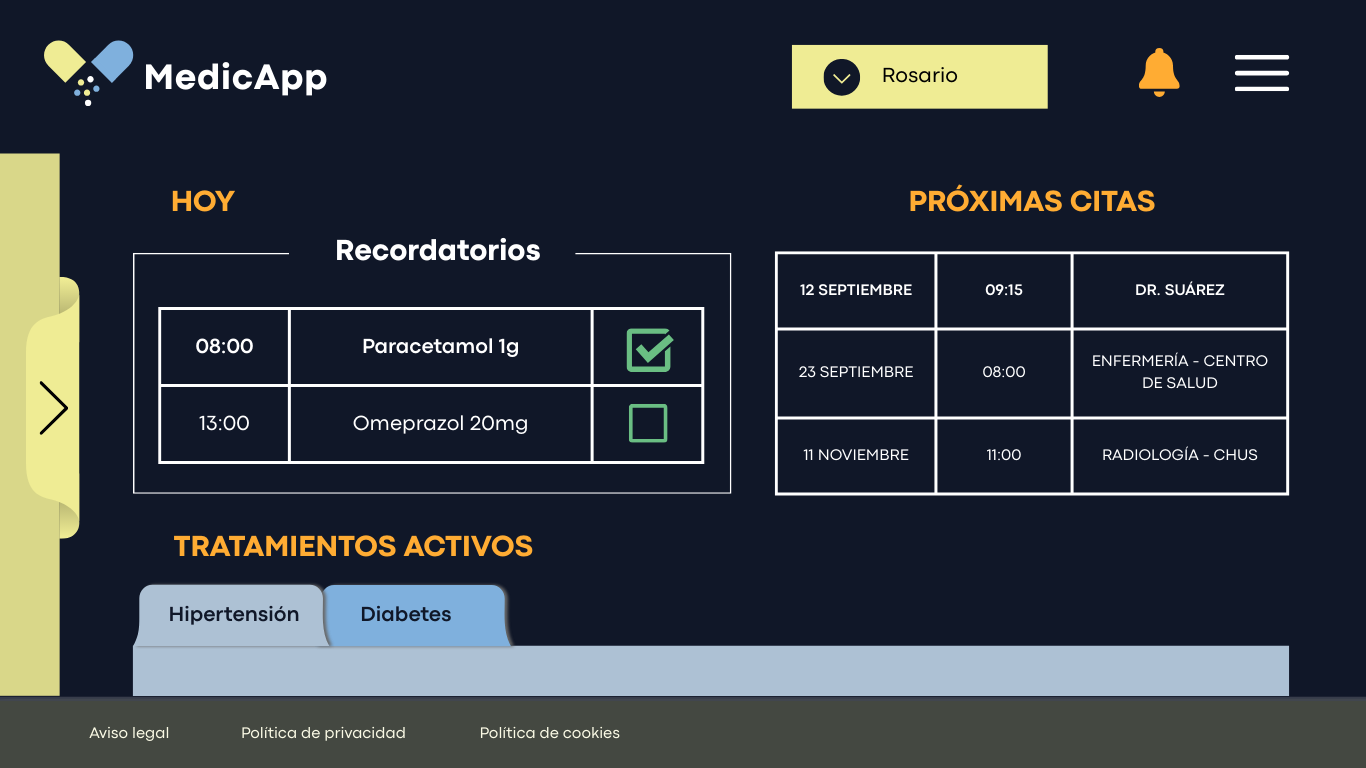 MedicApp
Rosario
HOY
Recordatorios
08:00 Paracetamol 1g
13:00 Omeprazol 20mg
PRÓXIMAS CITAS
12 SEPTIEMBRE 09:15 DR. SUÁREZ
23 SEPTIEMBRE 08:00 ENFERMERÍA - CENTRO
DE SALUD
11 NOVIEMBRE 11:00 RADIOLOGÍA - CHUS
TRATAMIENTOS ACTIVOS
Hipertensión Diabetes
Aviso legal Política de privacidad Política de cookies